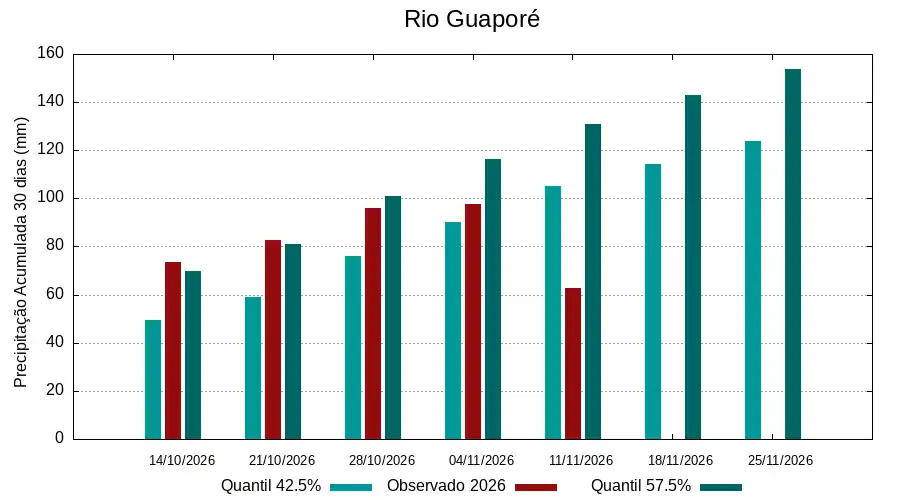 Rio Guaporé
Precipitação Acumulada 30 dias (mm)
160
140
120
100
80
60
40
20
0
14/10/2026 21/10/2026 28/10/2026 04/11/2026 11/11/2026 18/11/2026 25/11/2026
Quantil 42.5% Observado 2026 Quantil 57.5%